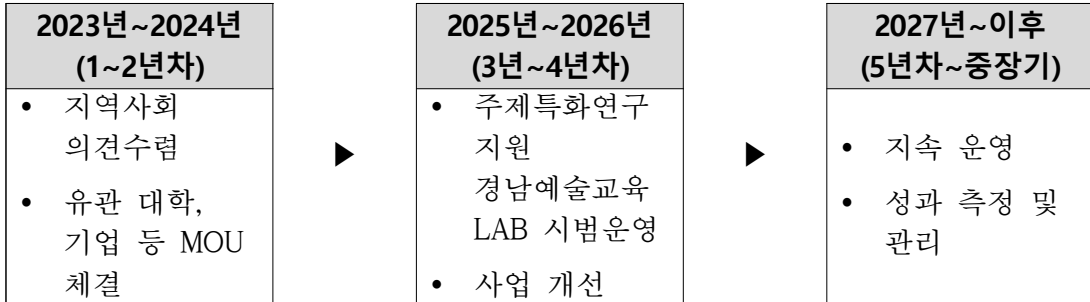 2023년~2024년
(1~2년차)
• 지역사회
의견수렴
• 유관 대학,
기업 등 MOU
체결
▶
2025년~2026년
(3년~4년차)
• 주제특화연구
지원
경남예술교육
LAB 시범운영
• 사업 개선
▶
2027년~이후
(5년차~중장기)
• 지속 운영
• 성과 측정 및
관리